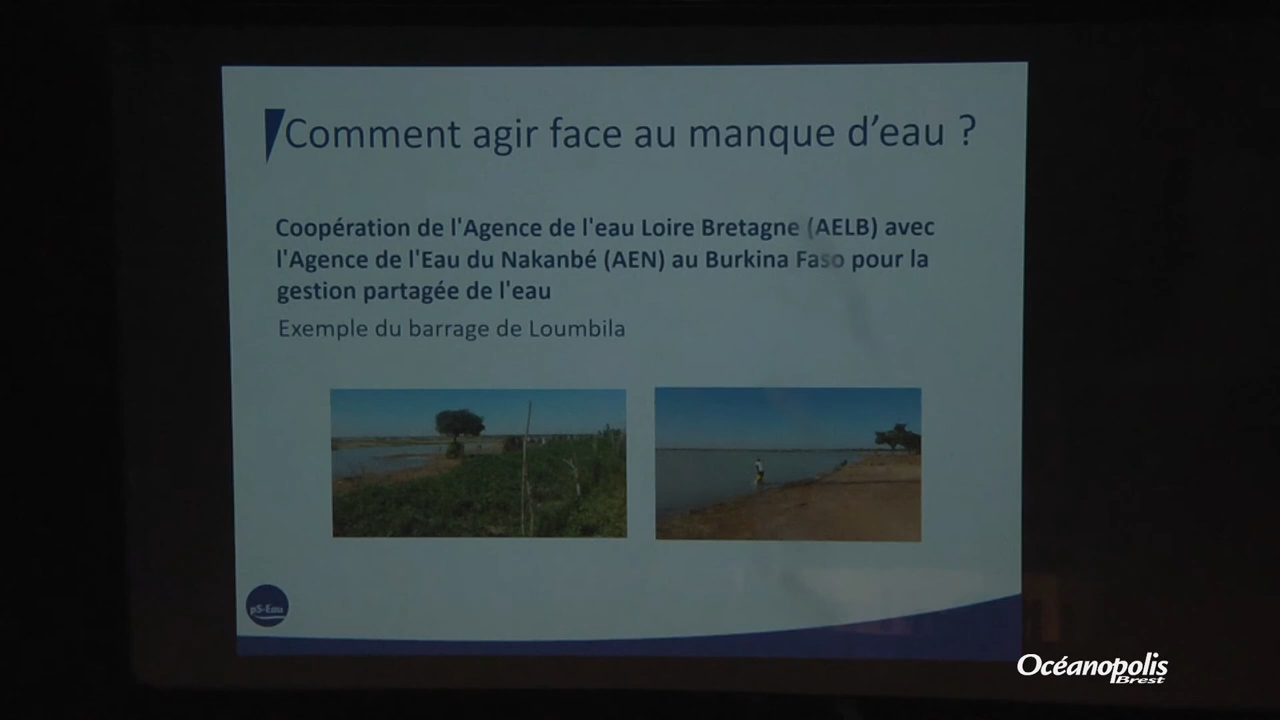 Comment agir face au manque d'eau ?
Coopération de l'Agence de l'eau Loire Bretagne (AELB) avec
l'Agence de l'Eau du Nakanbé (AEN) au Burkina Faso pour la
gestion partagée de l'eau
Exemple du barrage de Loumbila
pS-Eau
Océanopolis
Brest